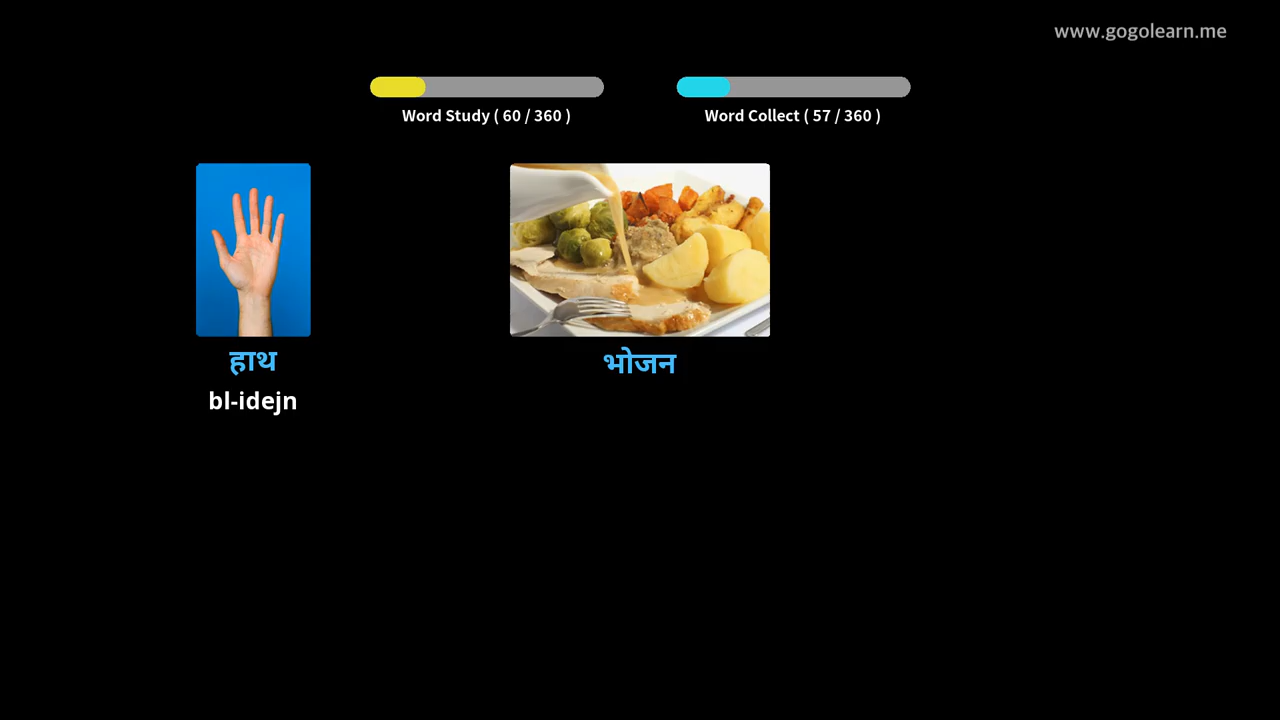 www.gogolearn.me
Word Study ( 60 / 360 )
Word Collect ( 57 / 360 )
हाथ
भोजन
bl-idejn